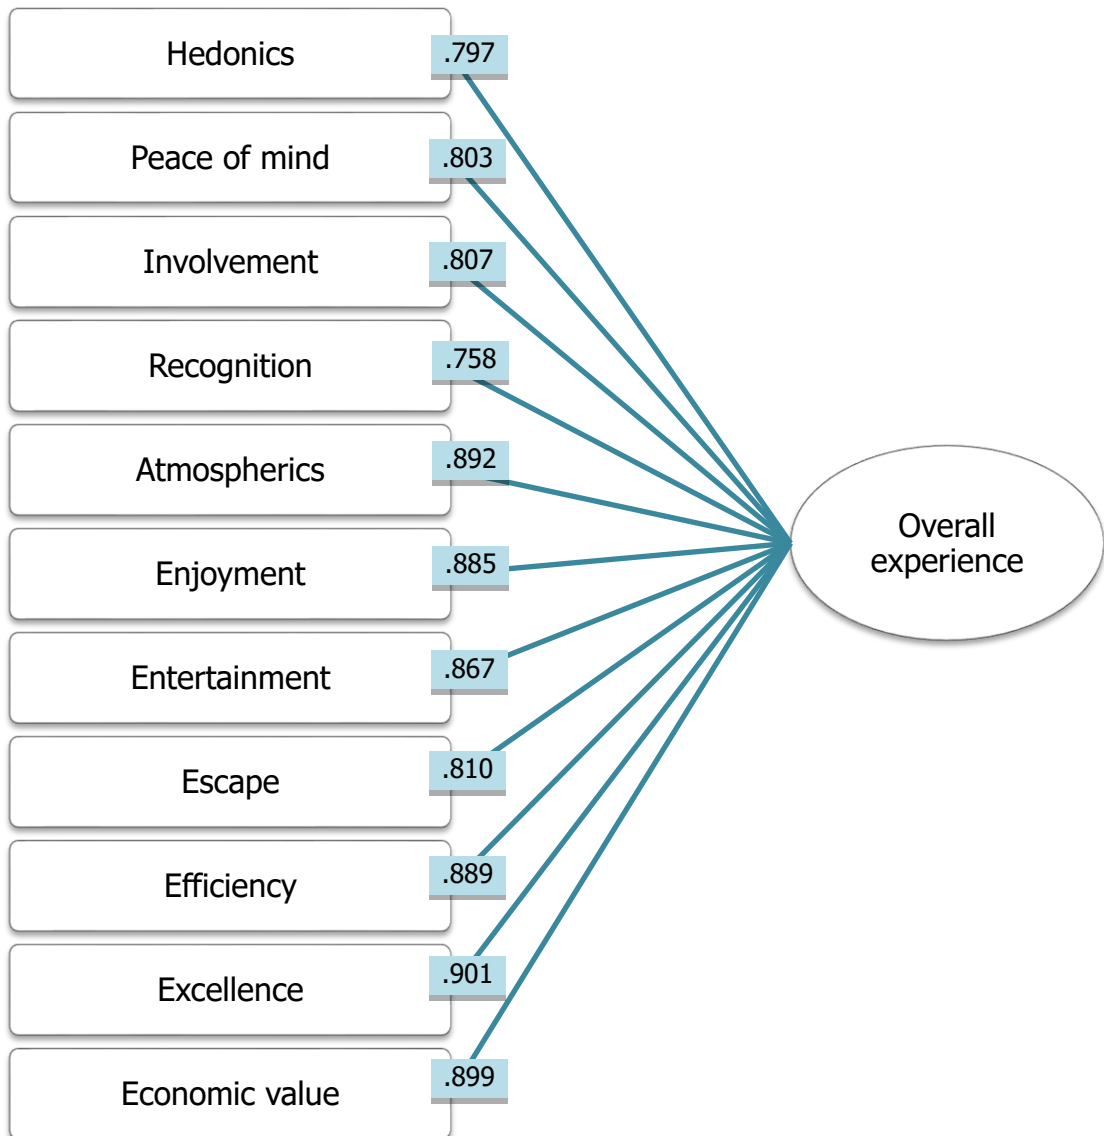 Hedonics
.797
Peace of mind
.803
Involvement
.807
Recognition
.758
Atmospherics
.892
Enjoyment
.885
Entertainment
.867
Escape
.810
Efficiency
.889
Excellence
.901
Economic value
.899
Overall
experience